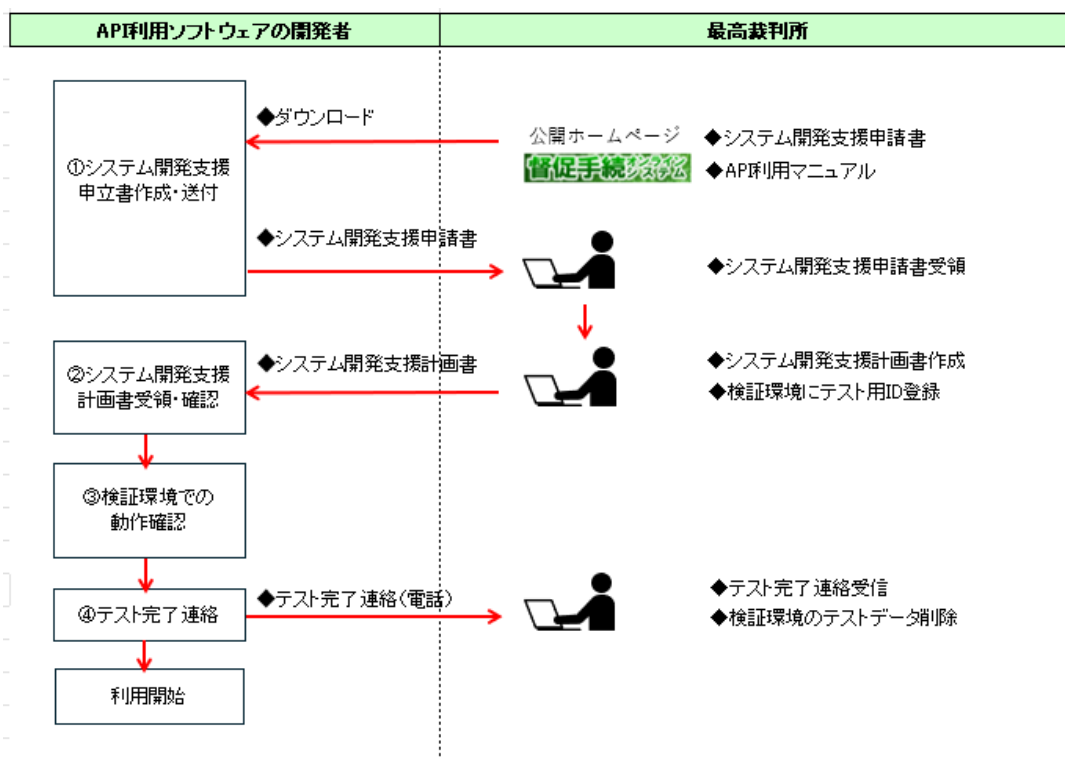 API利用ソフトウェアの開発者
最高裁判所
◆ダウンロード
公開ホームページ
督促手続オンラインシステム
◆システム開発支援申請書
◆API利用マニュアル
①システム開発支援
申立書作成・送付
◆システム開発支援申請書
◆システム開発支援申請書受領
②システム開発支援
計画書受領・確認
◆システム開発支援計画書
◆システム開発支援計画書作成
◆検証環境にテスト用ID登録
③検証環境での
動作確認
④テスト完了連絡
◆テスト完了連絡(電話)
◆テスト完了連絡受信
◆検証環境のテストデータ削除
利用開始